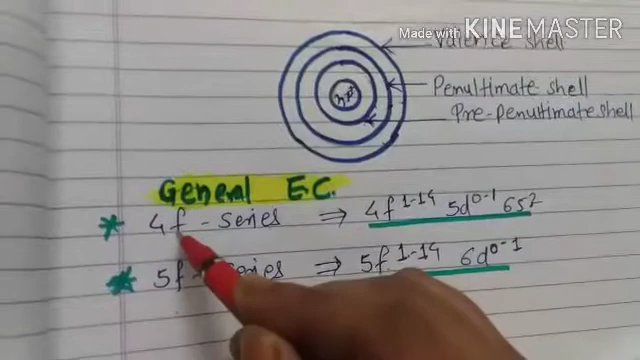 Made with KINEMASTER
Valence shell
Penultimate shell
Pre-penultimate shell
General E.C.
* 4f - series ⇒ 4f¹⁻¹⁴ 5d⁰⁻¹ 6s²
* 5f - series ⇒ 5f¹⁻¹⁴ 6d⁰⁻¹